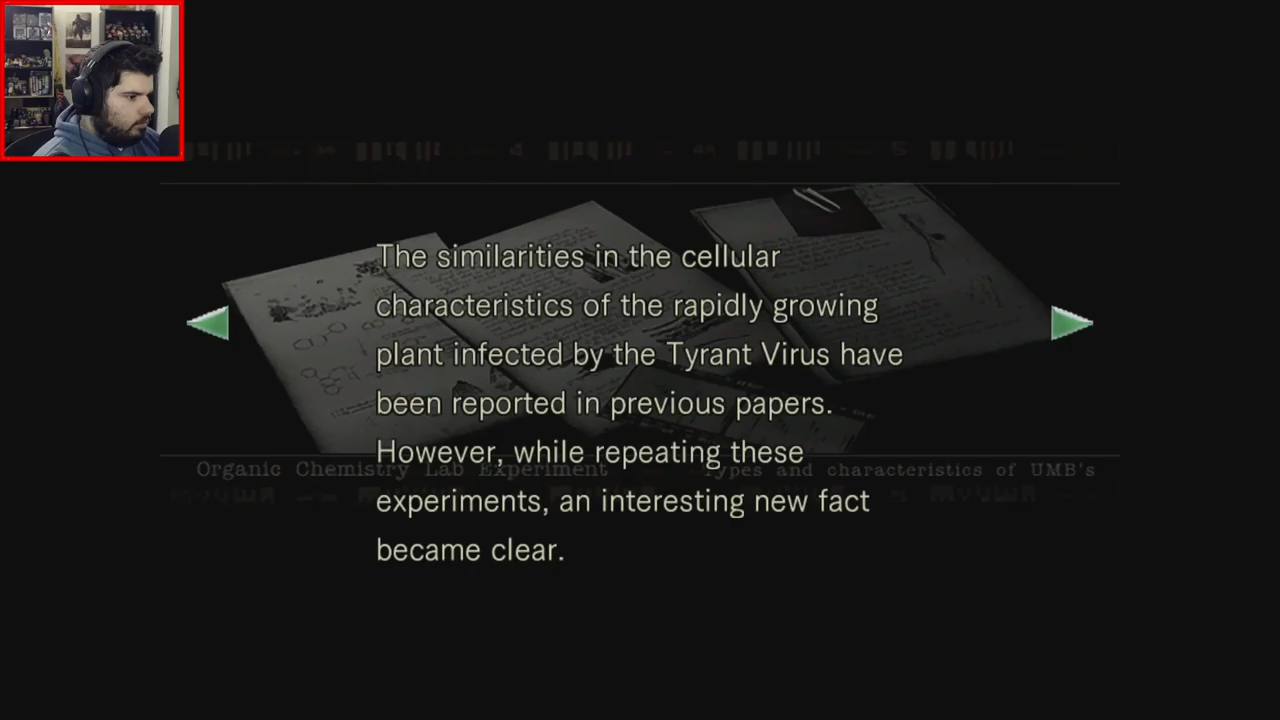 The similarities in the cellular
characteristics of the rapidly growing
plant infected by the Tyrant Virus have
been reported in previous papers.
However, while repeating these
Organic Chemistry Lab Experiment Types and characteristics of UMB's
experiments, an interesting new fact
became clear.